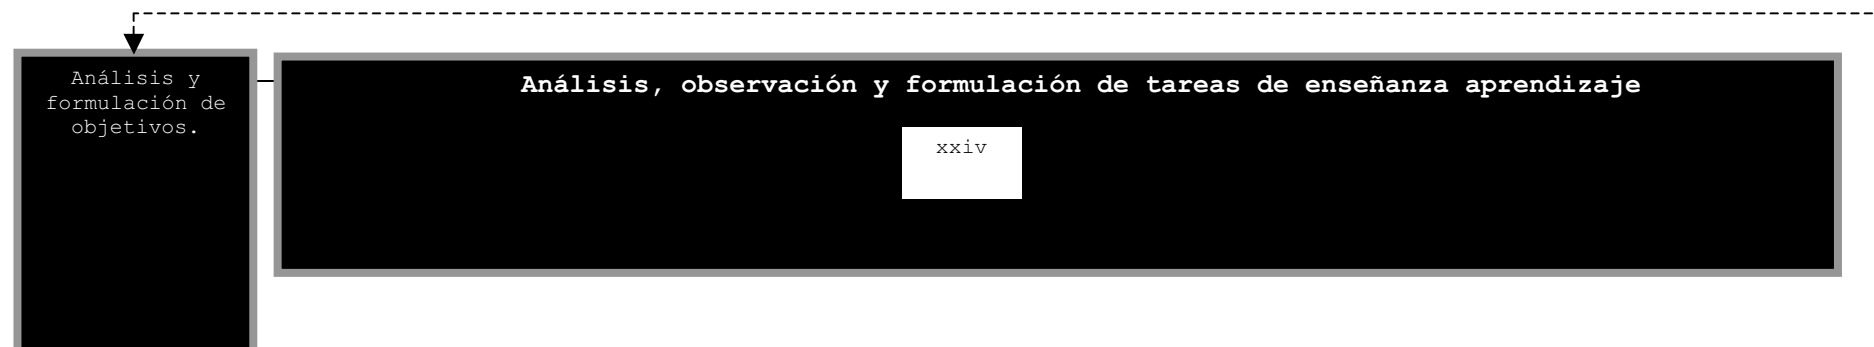 Análisis y
formulación de
objetivos.
Análisis, observación y formulación de tareas de enseñanza aprendizaje
xxiv